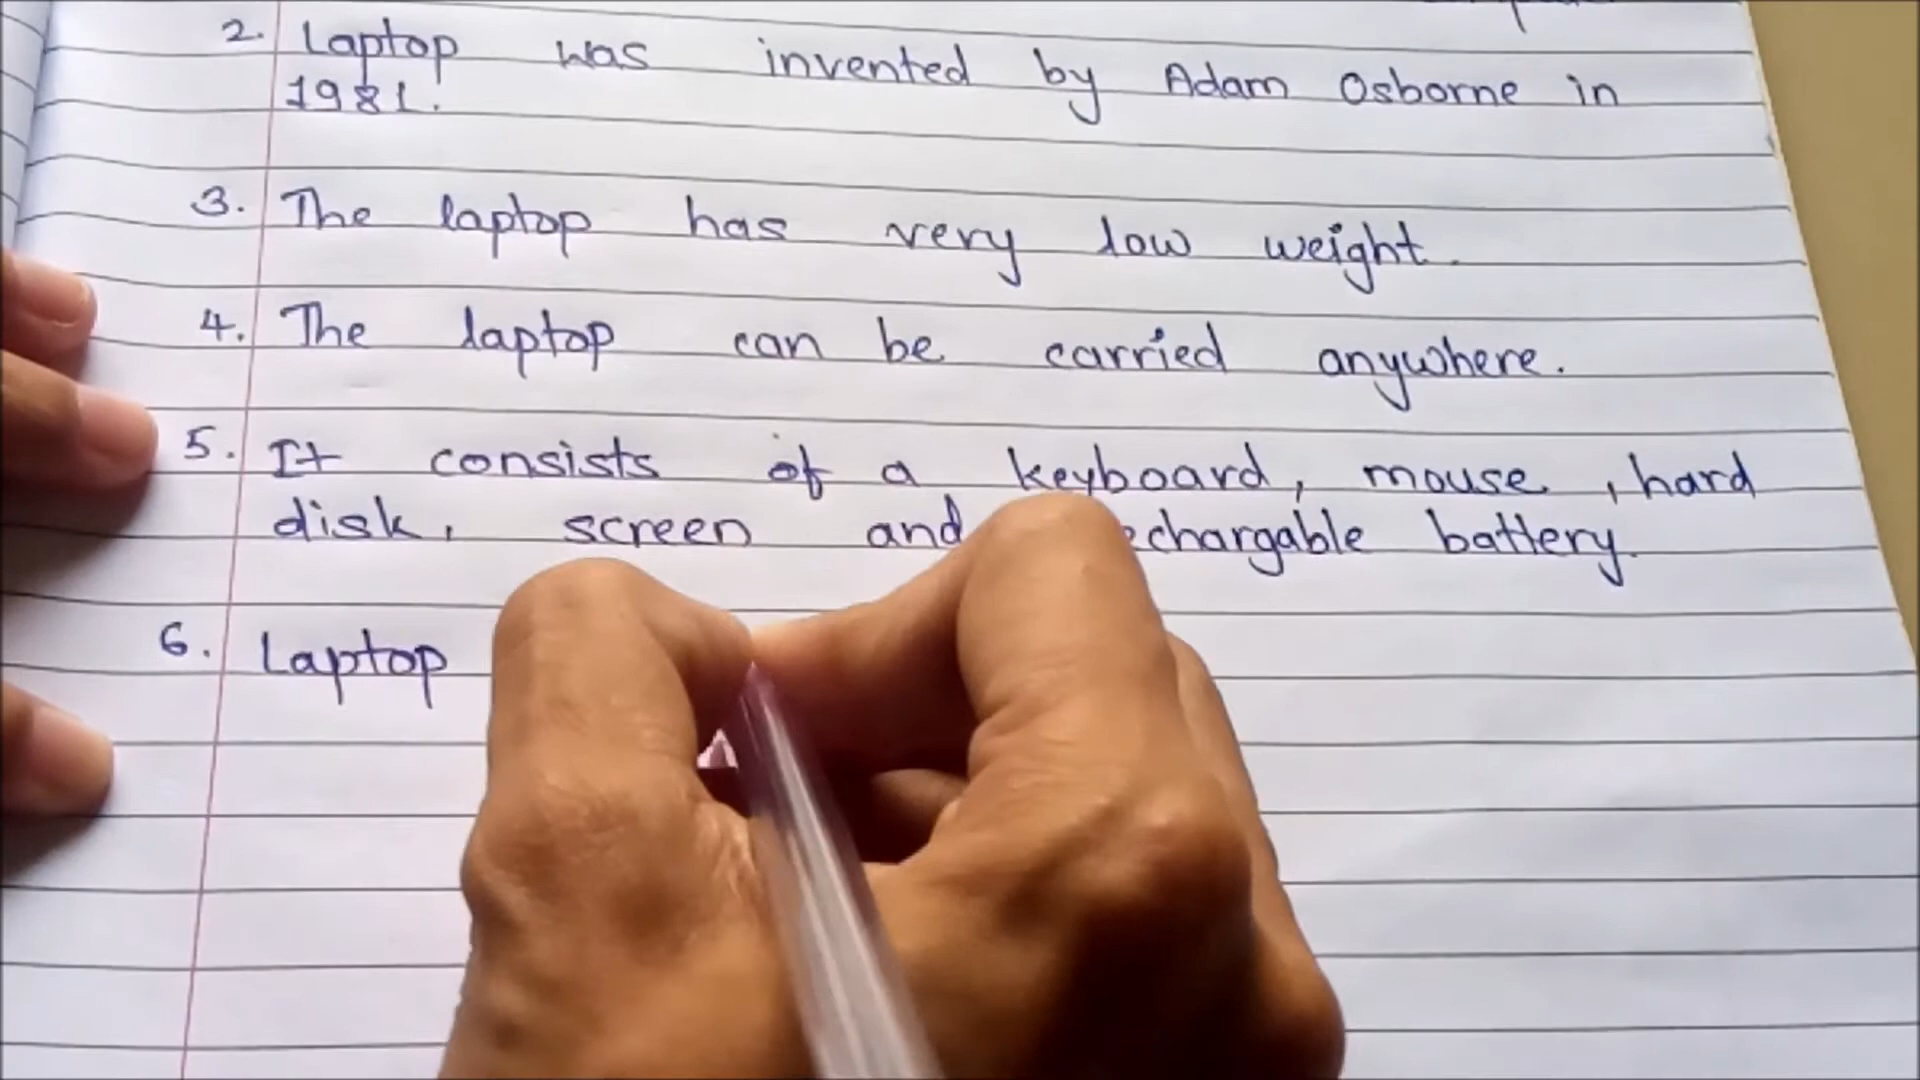 2. Laptop was invented by Adam Osborne in
1981.
3. The laptop has very low weight.
4. The laptop can be carried anywhere.
5. It consists of a keyboard, mouse, hard
disk, screen and battery.
6. Laptop